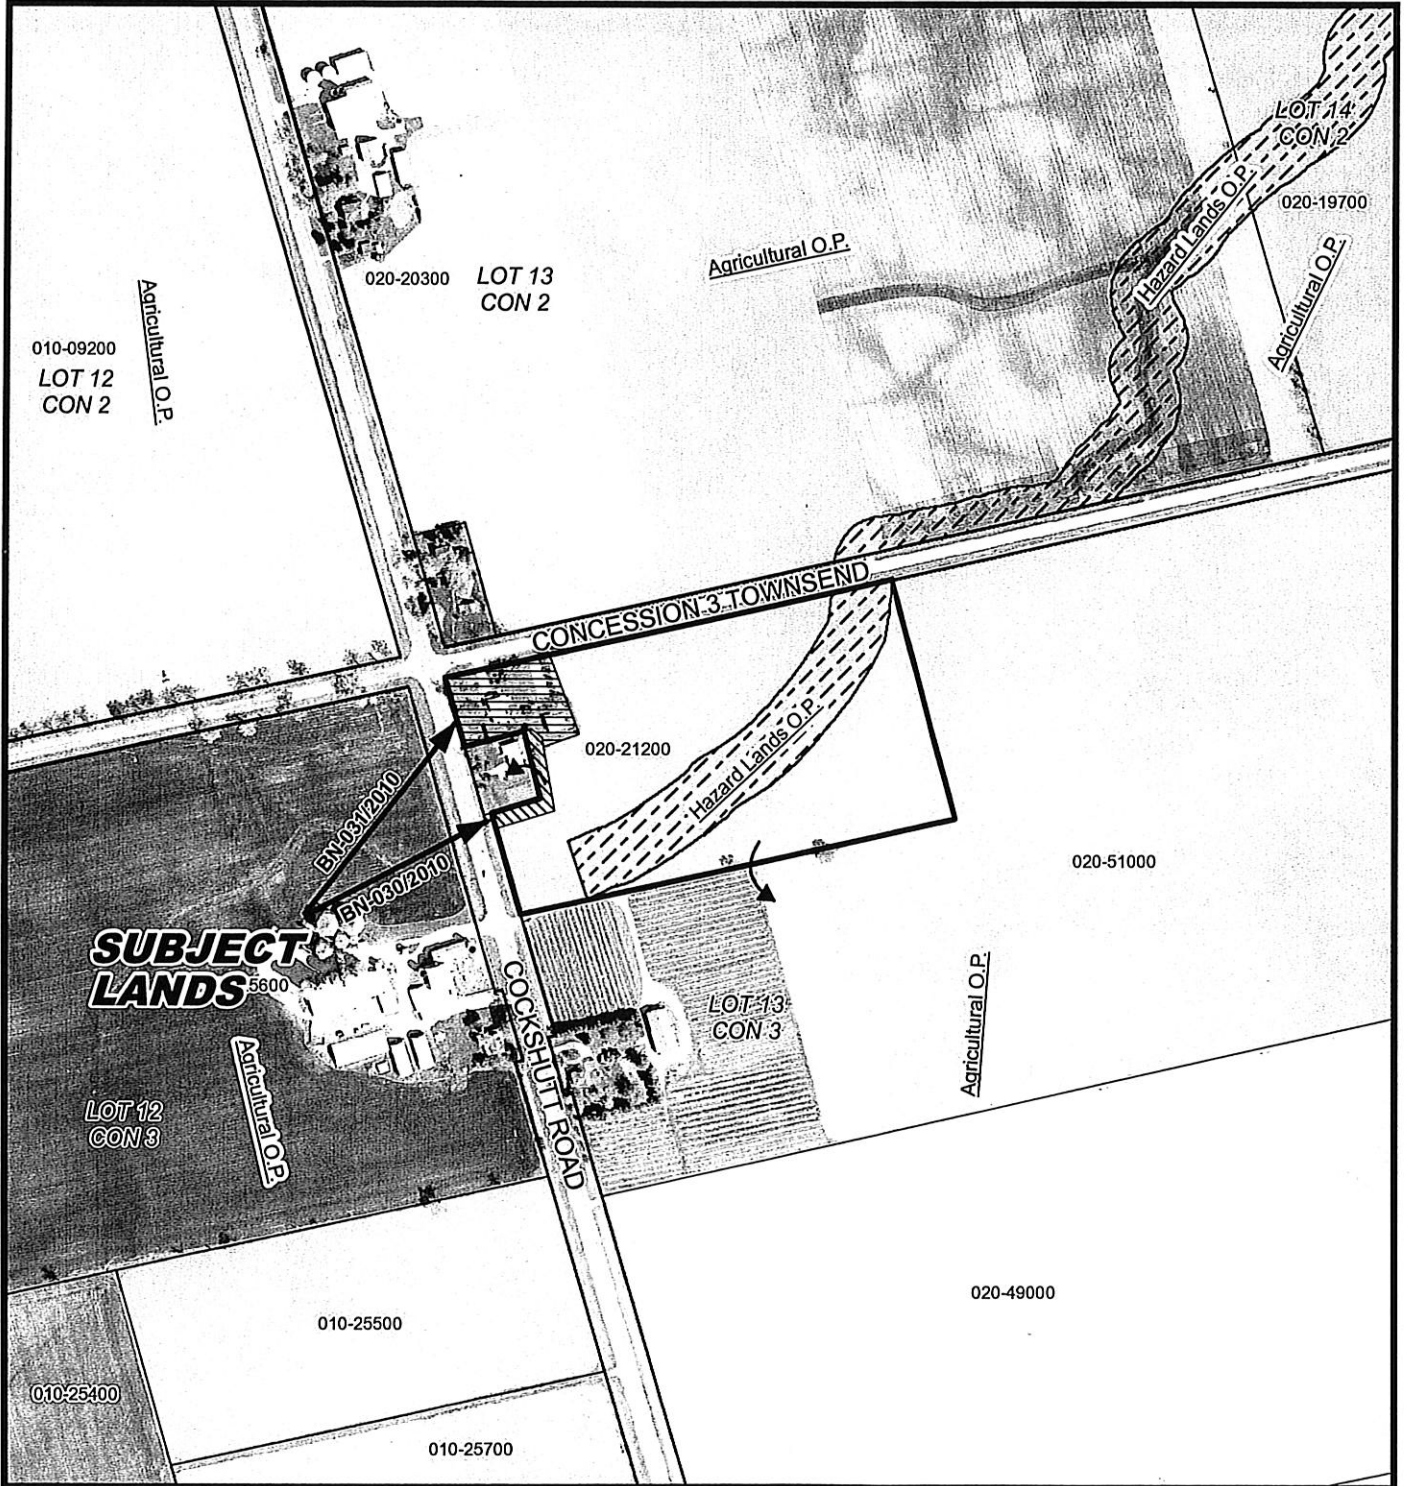 LOT 14
CON 2
020-19700
Hazard Lands O.P.
Agricultural O.P.
Agricultural O.P.
020-20300
LOT 13
CON 2
Agricultural O.P.
010-09200
LOT 12
CON 2
CONCESSION 3 TOWNSEND
020-21200
Hazard Lands O.P.
BN-031/2010
BN-030/2010
020-51000
SUBJECT
LANDS
5600
COCKSHUTT ROAD
LOT 13
CON 3
Agricultural O.P.
Agricultural O.P.
LOT 12
CON 3
020-49000
010-25500
010-25400
010-25700